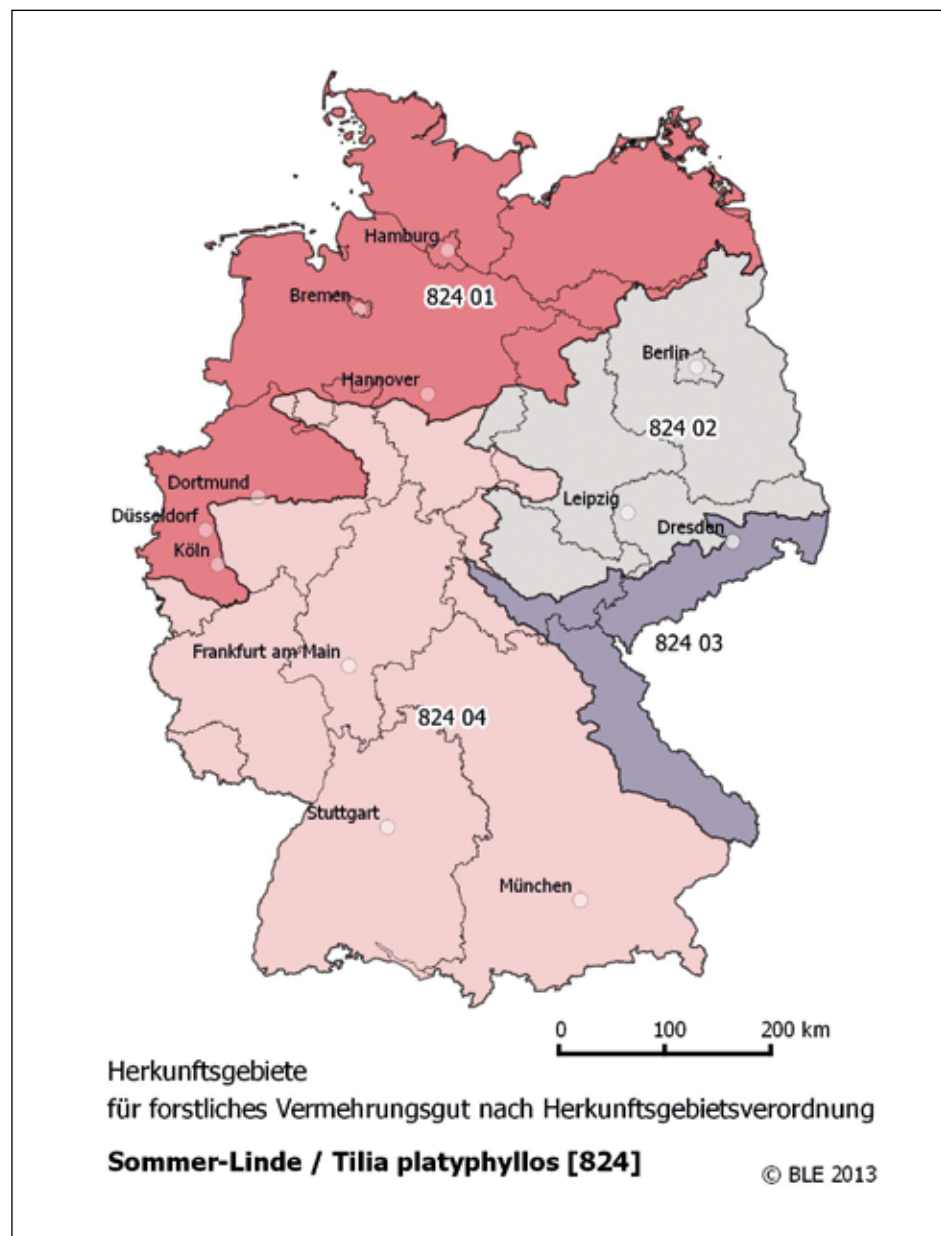 Hamburg
Bremen
824 01
Berlin
Hannover
824 02
Dortmund
Leipzig
Düsseldorf
Dresden
Köln
824 03
Frankfurt am Main
824 04
Stuttgart
München
0 100 200 km
Herkunftsgebiete
für forstliches Vermehrungsgut nach Herkunftsgebietsverordnung
Sommer-Linde / Tilia platyphyllos [824]
© BLE 2013